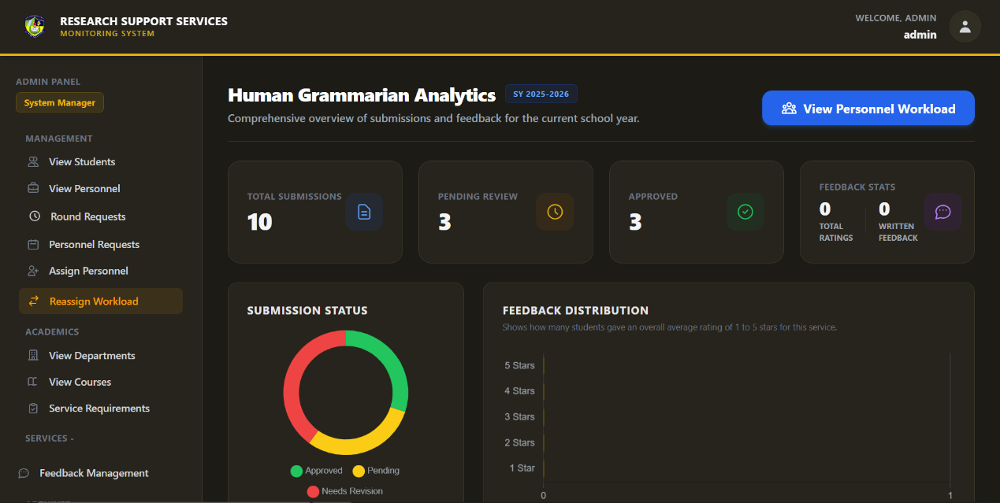 RESEARCH SUPPORT SERVICES
MONITORING SYSTEM
WELCOME, ADMIN
admin
ADMIN PANEL
System Manager
MANAGEMENT
View Students
View Personnel
Round Requests
Personnel Requests
Assign Personnel
Reassign Workload
ACADEMICS
View Departments
View Courses
Service Requirements
SERVICES -
Feedback Management
Human Grammarian Analytics
SY 2025-2026
Comprehensive overview of submissions and feedback for the current school year.
View Personnel Workload
TOTAL SUBMISSIONS
10
PENDING REVIEW
3
APPROVED
3
FEEDBACK STATS
0
TOTAL
RATINGS
0
WRITTEN
FEEDBACK
SUBMISSION STATUS
Approved
Pending
Needs Revision
FEEDBACK DISTRIBUTION
Shows how many students gave an overall average rating of 1 to 5 stars for this service.
5 Stars
4 Stars
3 Stars
2 Stars
1 Star
0
1